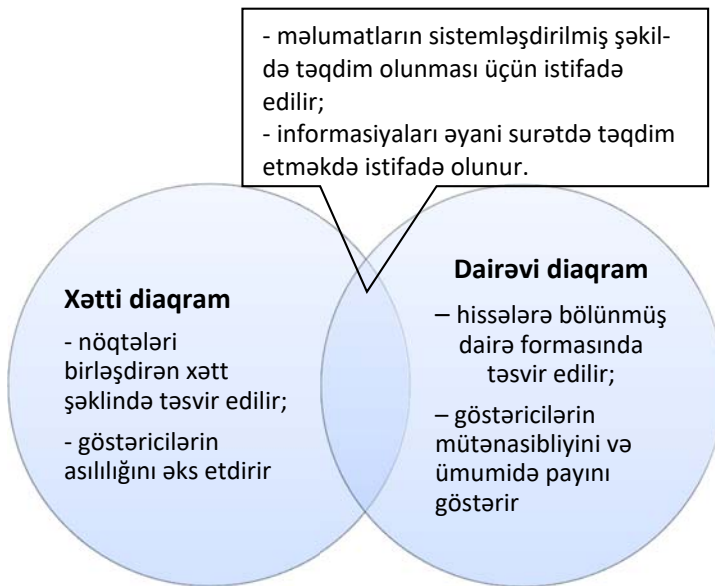 - məlumatların sistemləşdirilmiş şəkil-
də təqdim olunması üçün istifadə
edilir;
- informasiyaları əyani surətdə təqdim
etməkdə istifadə olunur.
Xətti diaqram
- nöqtələri
birləşdirən xətt
şəklində təsvir edilir;
- göstəricilərin
asılılığını əks etdirir
Dairəvi diaqram
– hissələrə bölünmüş
dairə formasında
təsvir edilir;
– göstəricilərin
mütənasibliyini və
ümumidə payını
göstərir